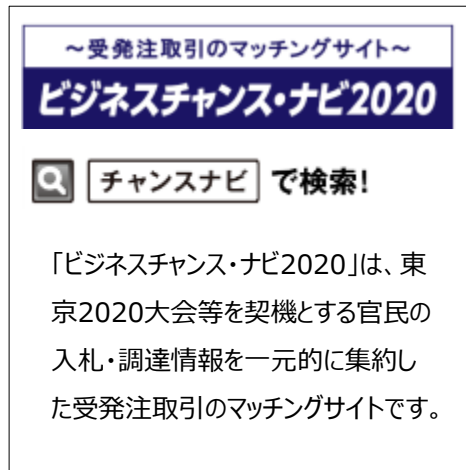 ～受発注取引のマッチングサイト～
ビジネスチャンス・ナビ2020
チャンスナビ で検索!
「ビジネスチャンス・ナビ2020」は、東
京2020大会等を契機とする官民の
入札・調達情報を一元的に集約し
た受発注取引のマッチングサイトです。